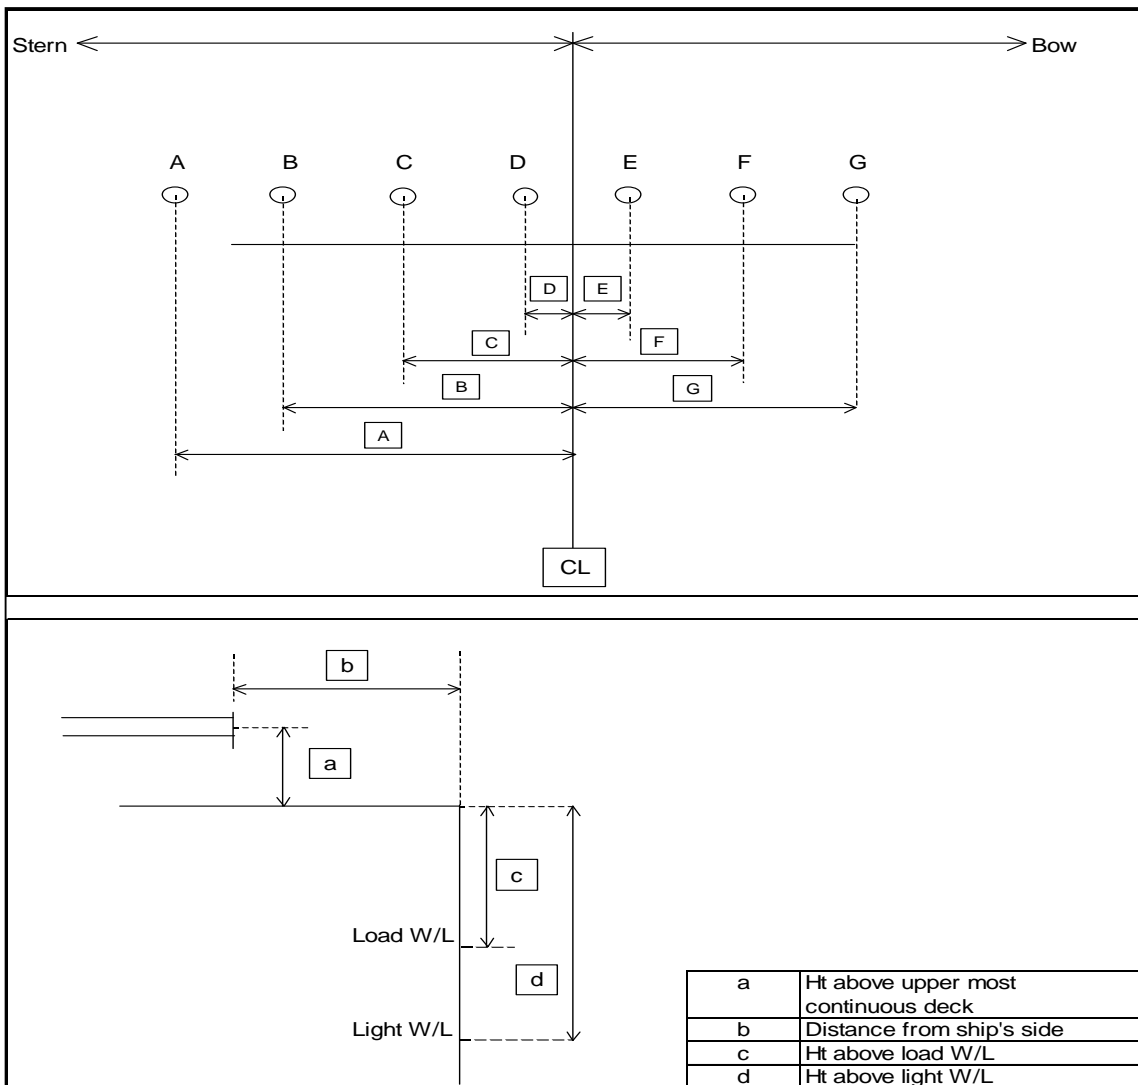 Stern Bow
A B C D E F G
D E
C F
B G
A
CL
b
a
c
Load W/L
d
Light W/L
a Ht above upper most
continuous deck
b Distance from ship's side
c Ht above load W/L
d Ht above light W/L